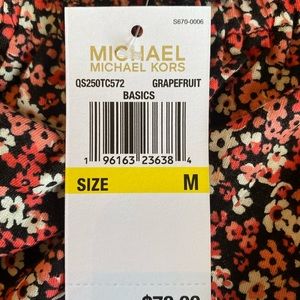 S670-0006
MICHAEL
MICHAEL KORS
QS250TC572 GRAPEFRUIT
BASICS
1 96163 23638 4
SIZE M